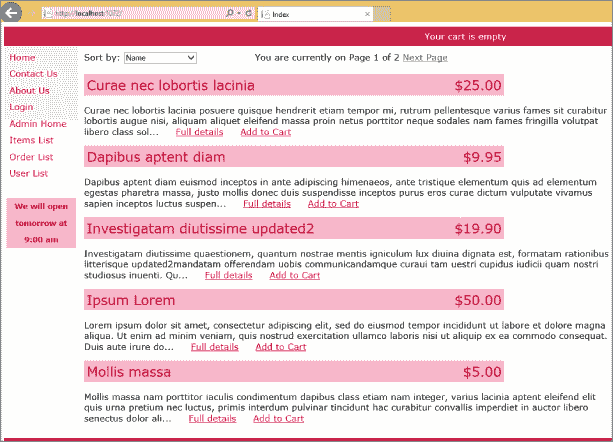 http://localhost:1372/
Index
Your cart is empty
Home
Contact Us
About Us
Login
Admin Home
Items List
Order List
User List
We will open
tomorrow at
9:00 am
Sort by: Name
You are currently on Page 1 of 2 Next Page
Curae nec lobortis lacinia $25.00
Curae nec lobortis lacinia posuere quisque hendrerit etiam tempor mi, rutrum pellentesque varius fames sit curabitur
lobortis augue nisi, aliquam aliquet eleifend massa proin netus porttitor neque sodales nam fames fringilla volutpat
libero class sol... Full details Add to Cart
Dapibus aptent diam $9.95
Dapibus aptent diam euismod inceptos in ante adipiscing himenaeos, ante tristique elementum quis ad elementum
egestas pharetra massa, justo mollis donec duis suspendisse inceptos purus eros curae dictum vulputate vivamus
sapien inceptos luctus suspen... Full details Add to Cart
Investigatam diutissime updated2 $19.90
Investigatam diutissime quaestionem, quantum nostrae mentis igniculum lux diuina dignata est, formatam rationibus
litterisque updated2mandatam offerendam uobis communicandamque curaui tam uestri cupidus iudicii quam nostri
studiosus inuenti. Qu... Full details Add to Cart
Ipsum Lorem $50.00
Lorem ipsum dolor sit amet, consectetur adipiscing elit, sed do eiusmod tempor incididunt ut labore et dolore magna
aliqua. Ut enim ad minim veniam, quis nostrud exercitation ullamco laboris nisi ut aliquip ex ea commodo consequat.
Duis aute irure do... Full details Add to Cart
Mollis massa $5.00
Mollis massa nam porttitor iaculis condimentum dapibus class etiam nam integer, varius lacinia aptent eleifend elit
quis urna pretium nec luctus, primis interdum pulvinar tincidunt hac curabitur convallis imperdiet in auctor libero
senectus dolor ali... Full details Add to Cart